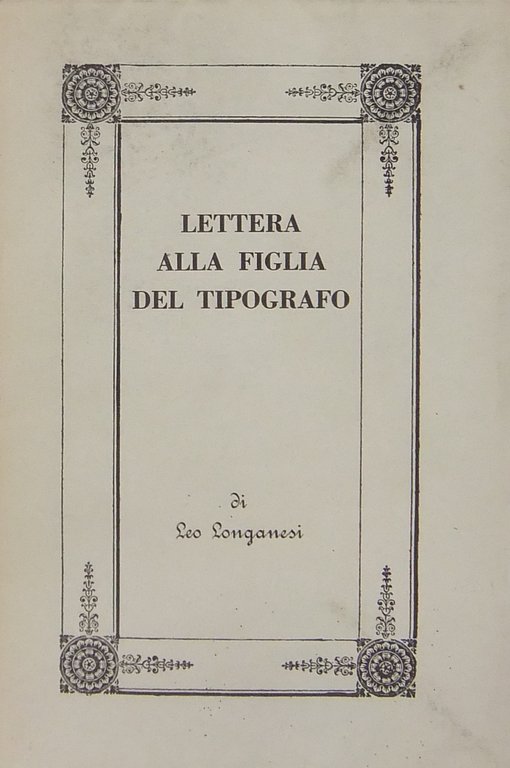 LETTERA
ALLA FIGLIA
DEL TIPOGRAFO
di
Leo Longanesi